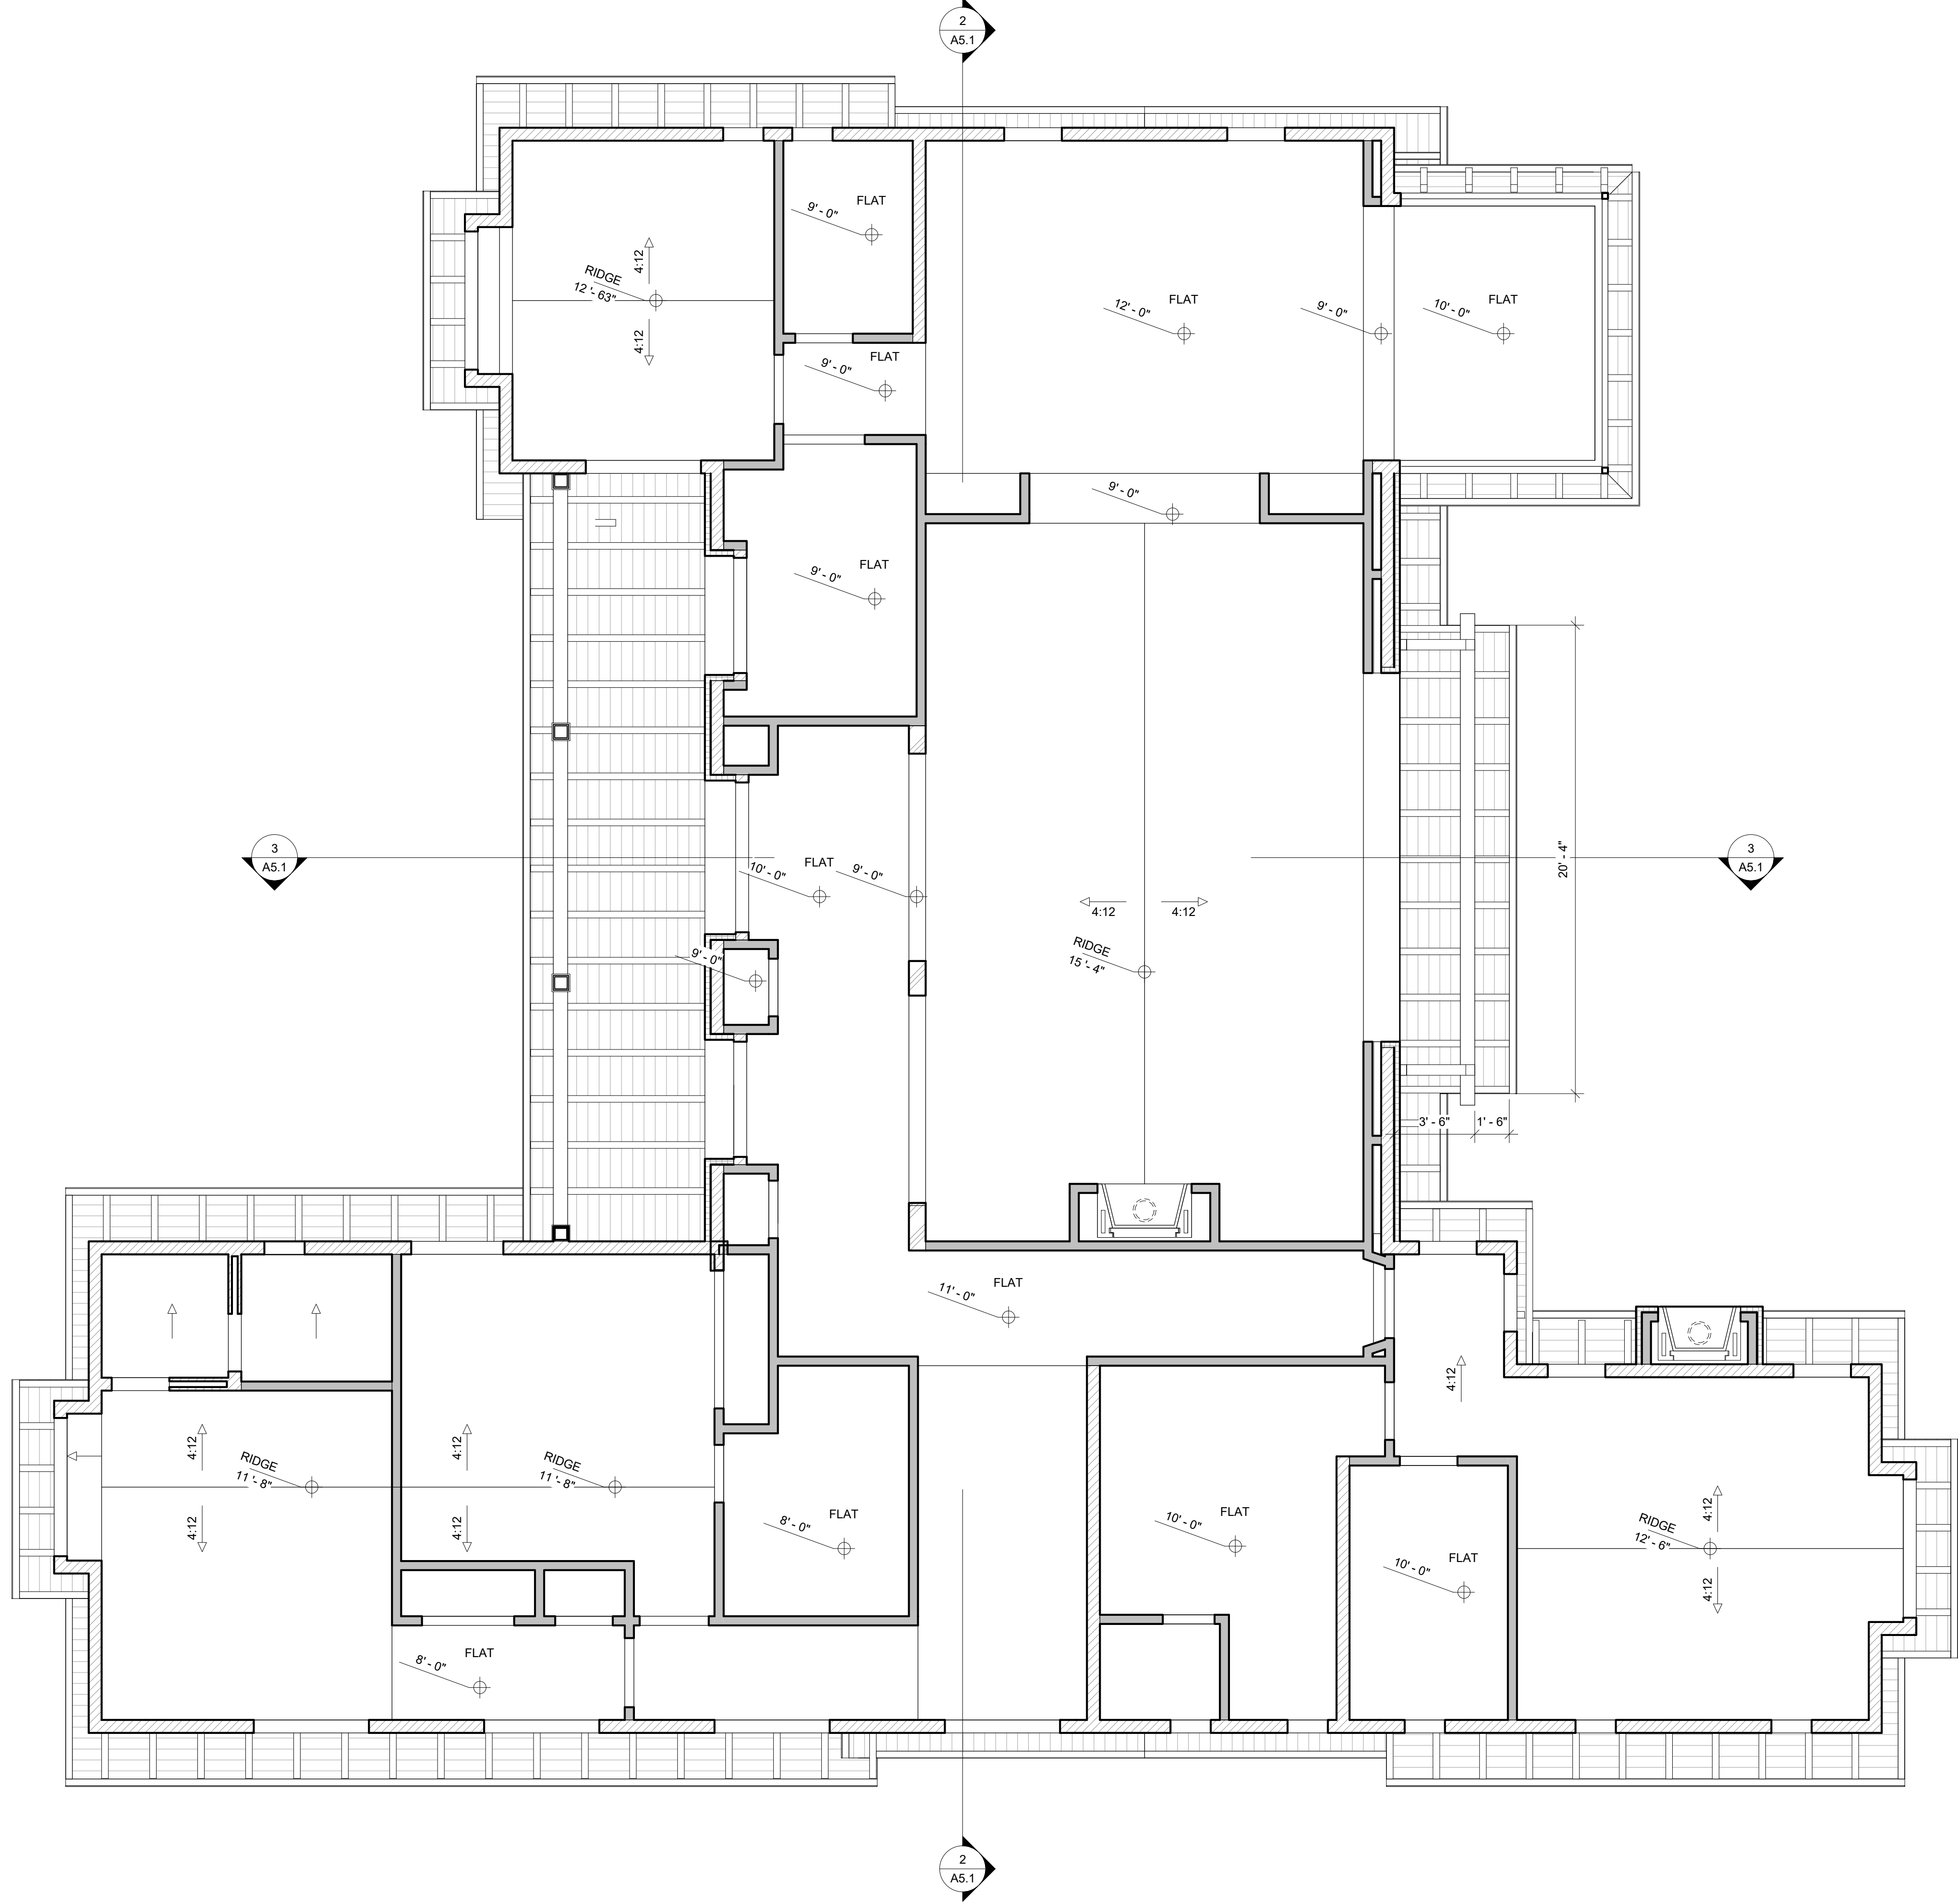 2
A5.1
FLAT
9' - 0"
RIDGE
12 '- 63"
4:12
4:12
FLAT
9' - 0"
FLAT
12' - 0"
9' - 0"
FLAT
10' - 0"
9' - 0"
FLAT
9' - 0"
3
A5.1
FLAT
10' - 0"
9' - 0"
4:12
4:12
RIDGE
15 '- 4"
9' - 0"
20' - 4"
3
A5.1
3' - 6"
1' - 6"
FLAT
11' - 0"
4:12
4:12
RIDGE
11 '- 8"
4:12
4:12
RIDGE
11 '- 8"
4:12
4:12
FLAT
8' - 0"
FLAT
10' - 0"
FLAT
10' - 0"
RIDGE
12' - 6"
4:12
4:12
FLAT
8' - 0"
2
A5.1